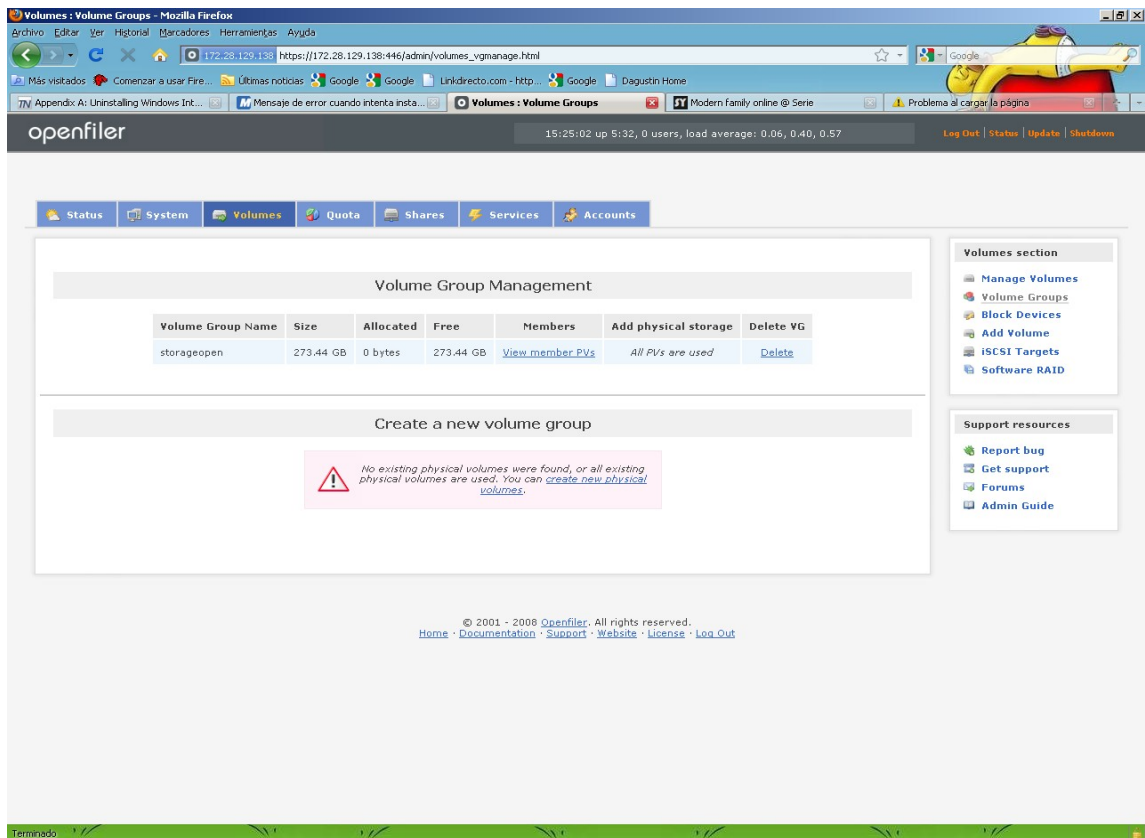 Volumes : Volume Groups - Mozilla Firefox
Archivo Editar Ver Historial Marcadores Herramientas Ayuda
172.28.129.138 https://172.28.129.138:446/admin/volumes_vgmanage.html
Google
Más visitados Comenzar a usar Fire... Últimas noticias Google Google Linkdirecto.com - http... Google Dagustin Home
Appendix A: Uninstalling Windows Int... Mensaje de error cuando intenta insta... Volumes : Volume Groups Modern family online @ Serie Problema al cargar la página
openfiler
15:25:02 up 5:32, 0 users, load average: 0.06, 0.40, 0.57
Log Out | Status | Update | Shutdown
Status System Volumes Quota Shares Services Accounts
Volume Group Management
Volume Group Name Size Allocated Free Members Add physical storage Delete VG
storageopen 273.44 GB 0 bytes 273.44 GB View member PVs All PVs are used Delete
Create a new volume group
No existing physical volumes were found, or all existing
physical volumes are used. You can create new physical
volumes.
Volumes section
Manage Volumes
Volume Groups
Block Devices
Add Volume
iSCSI Targets
Software RAID
Support resources
Report bug
Get support
Forums
Admin Guide
© 2001 - 2008 Openfiler. All rights reserved.
Home · Documentation · Support · Website · License · Log Out
Terminado